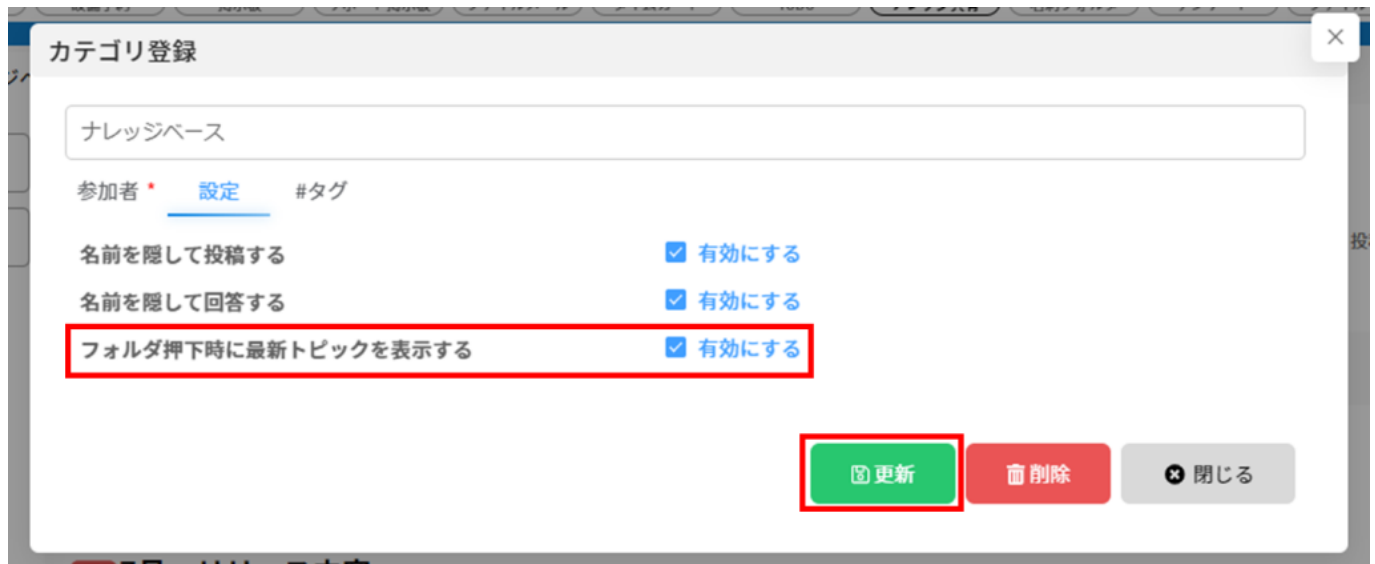 カテゴリ登録
ナレッジベース
参加者 * 設定 #タグ
名前を隠して投稿する 有効にする
名前を隠して回答する 有効にする
フォルダ押下時に最新トピックを表示する 有効にする
更新 削除 閉じる